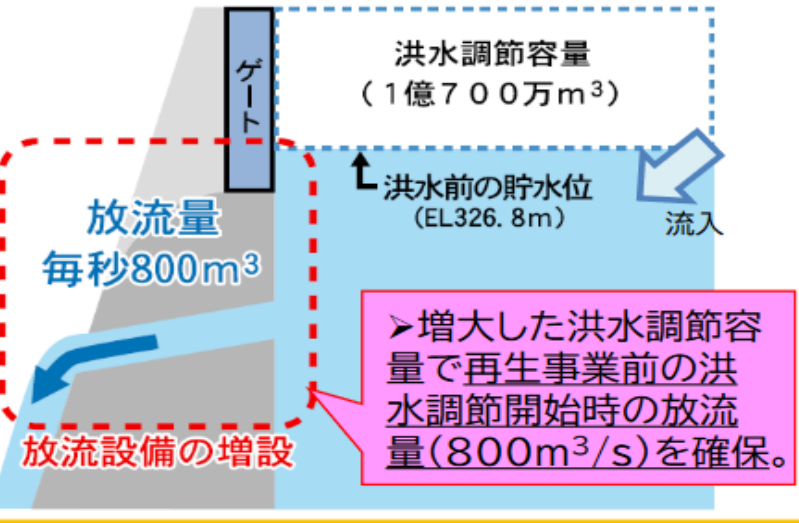 洪水調節容量
（１億７００万ｍ³）
ゲート
洪水前の貯水位
(EL326.8m)
流入
放流量
毎秒800m³
➢増大した洪水調節容
量で再生事業前の洪
水調節開始時の放流
量(800m³/s)を確保。
放流設備の増設